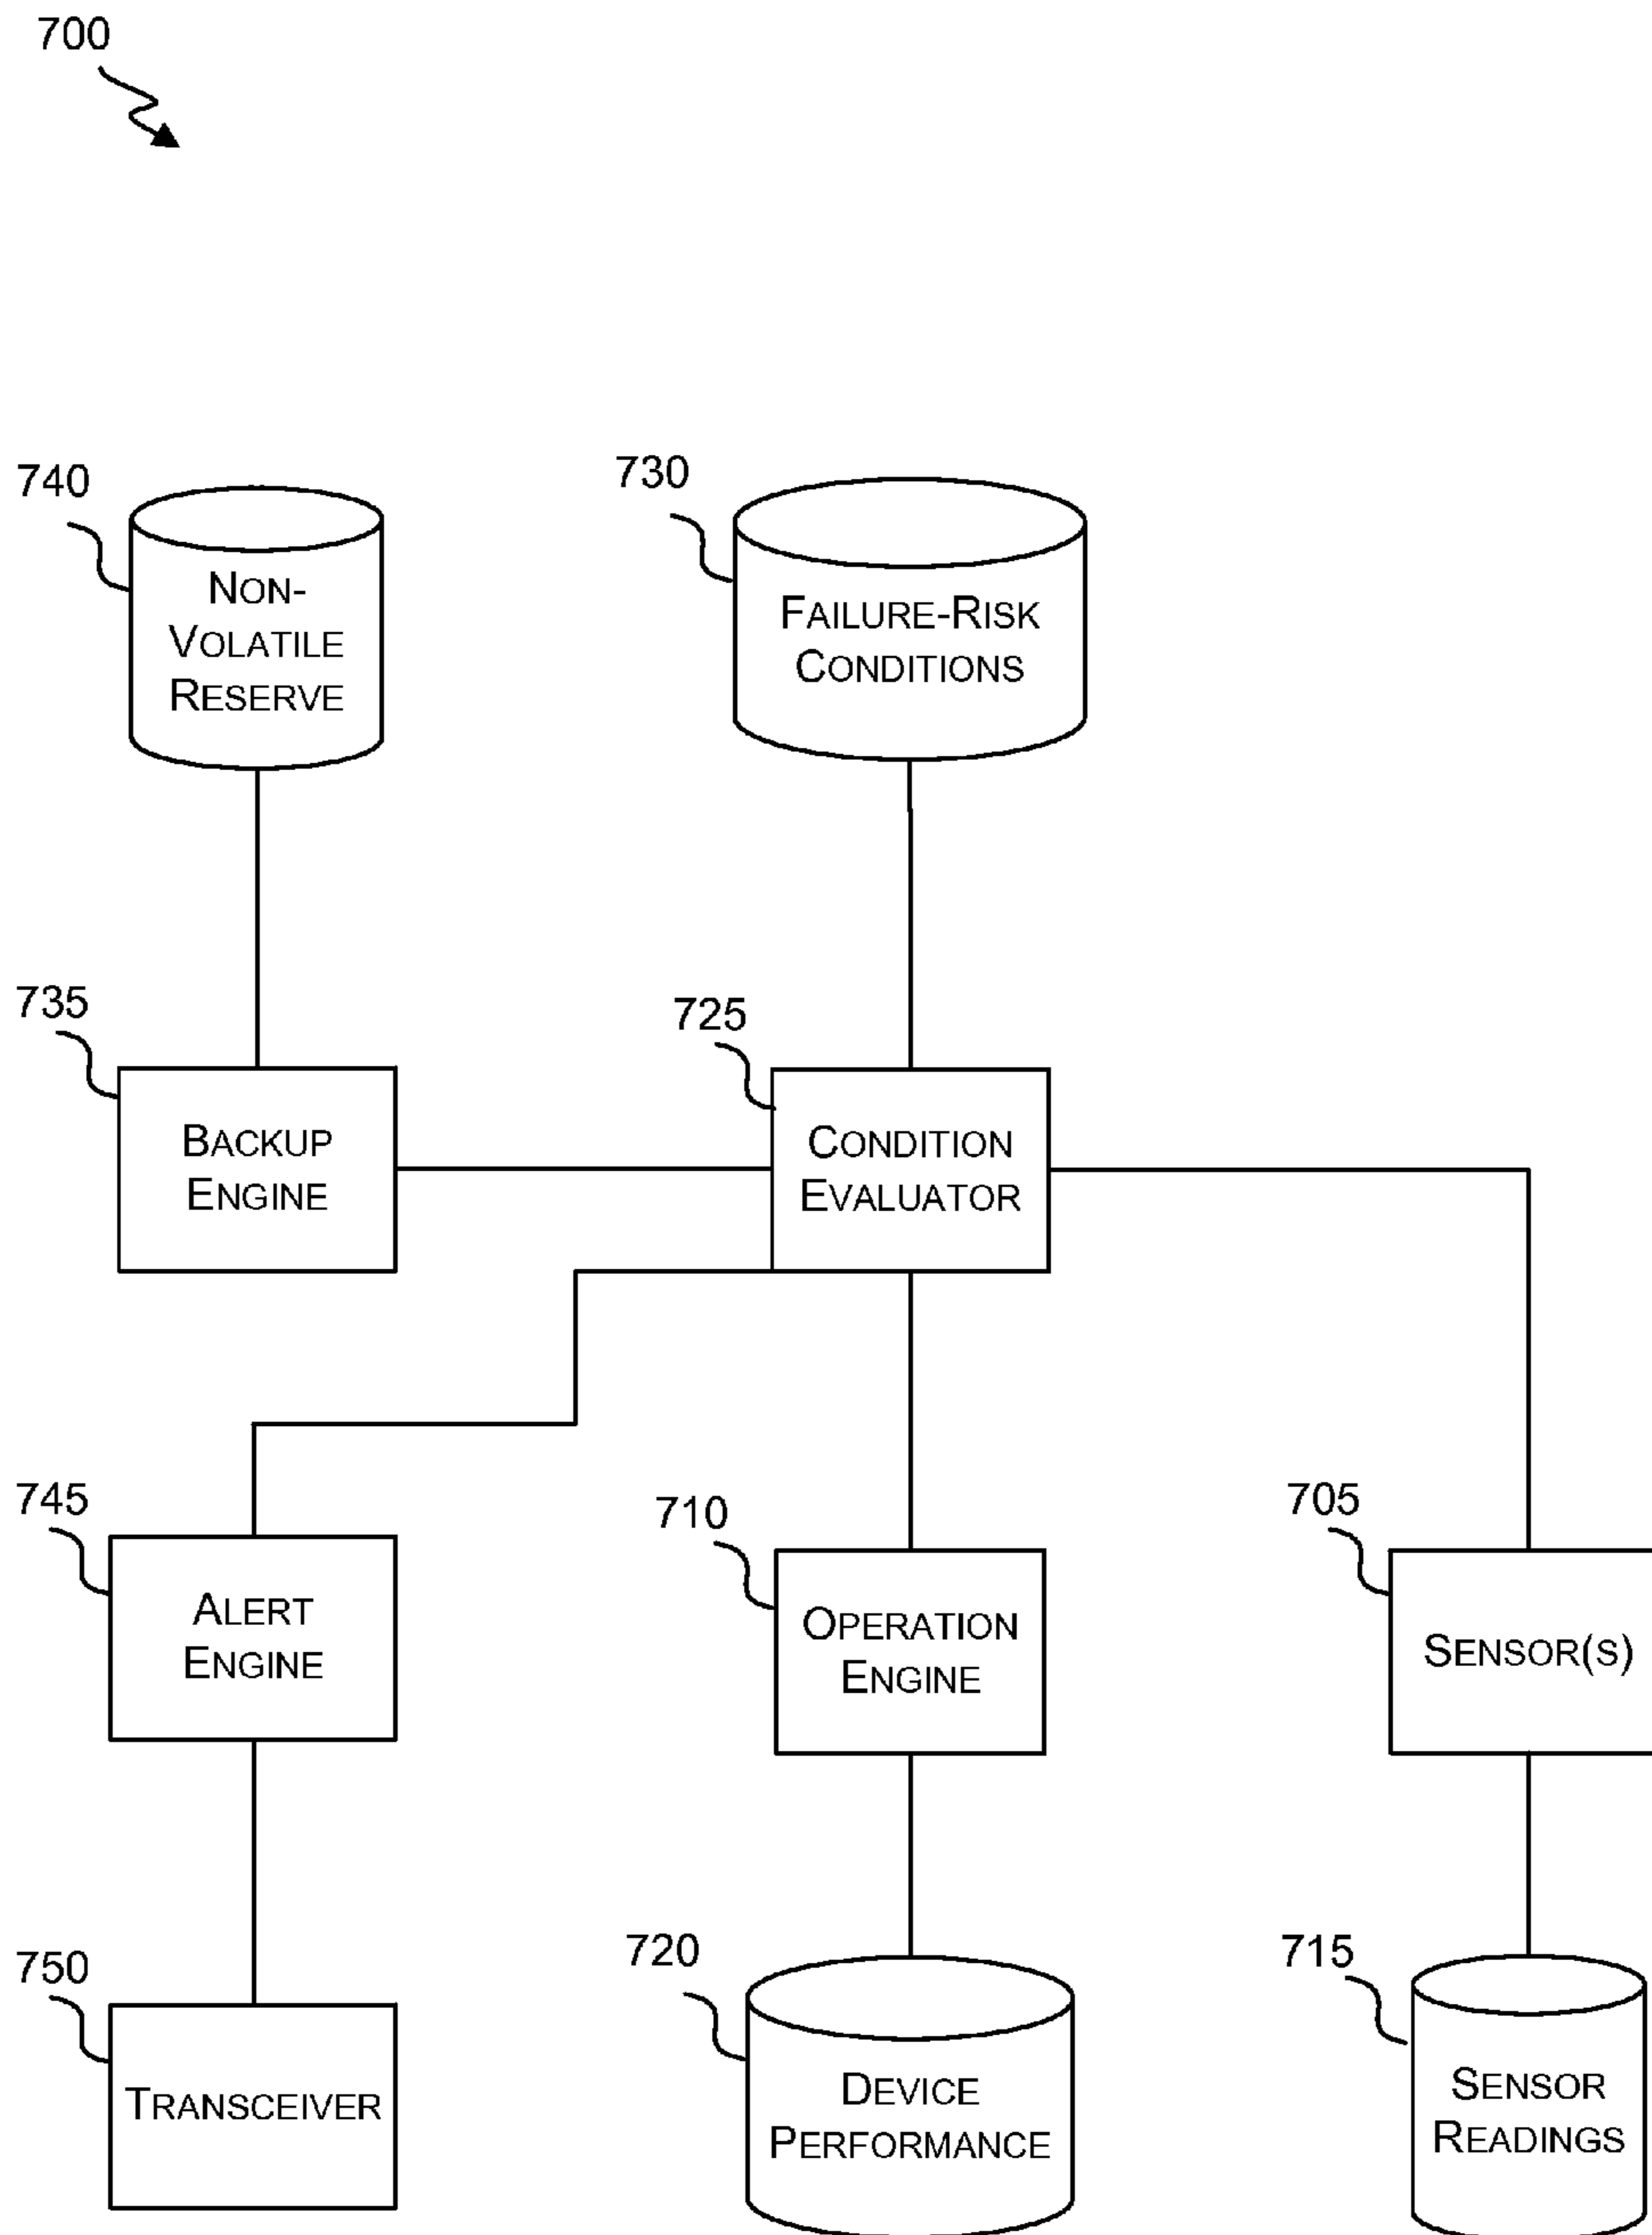 700
740
730
NON-
VOLATILE
RESERVE
FAILURE-RISK
CONDITIONS
735
725
BACKUP
ENGINE
CONDITION
EVALUATOR
745
710
705
ALERT
ENGINE
OPERATION
ENGINE
SENSOR(S)
750
720
715
TRANSCEIVER
DEVICE
PERFORMANCE
SENSOR
READINGS